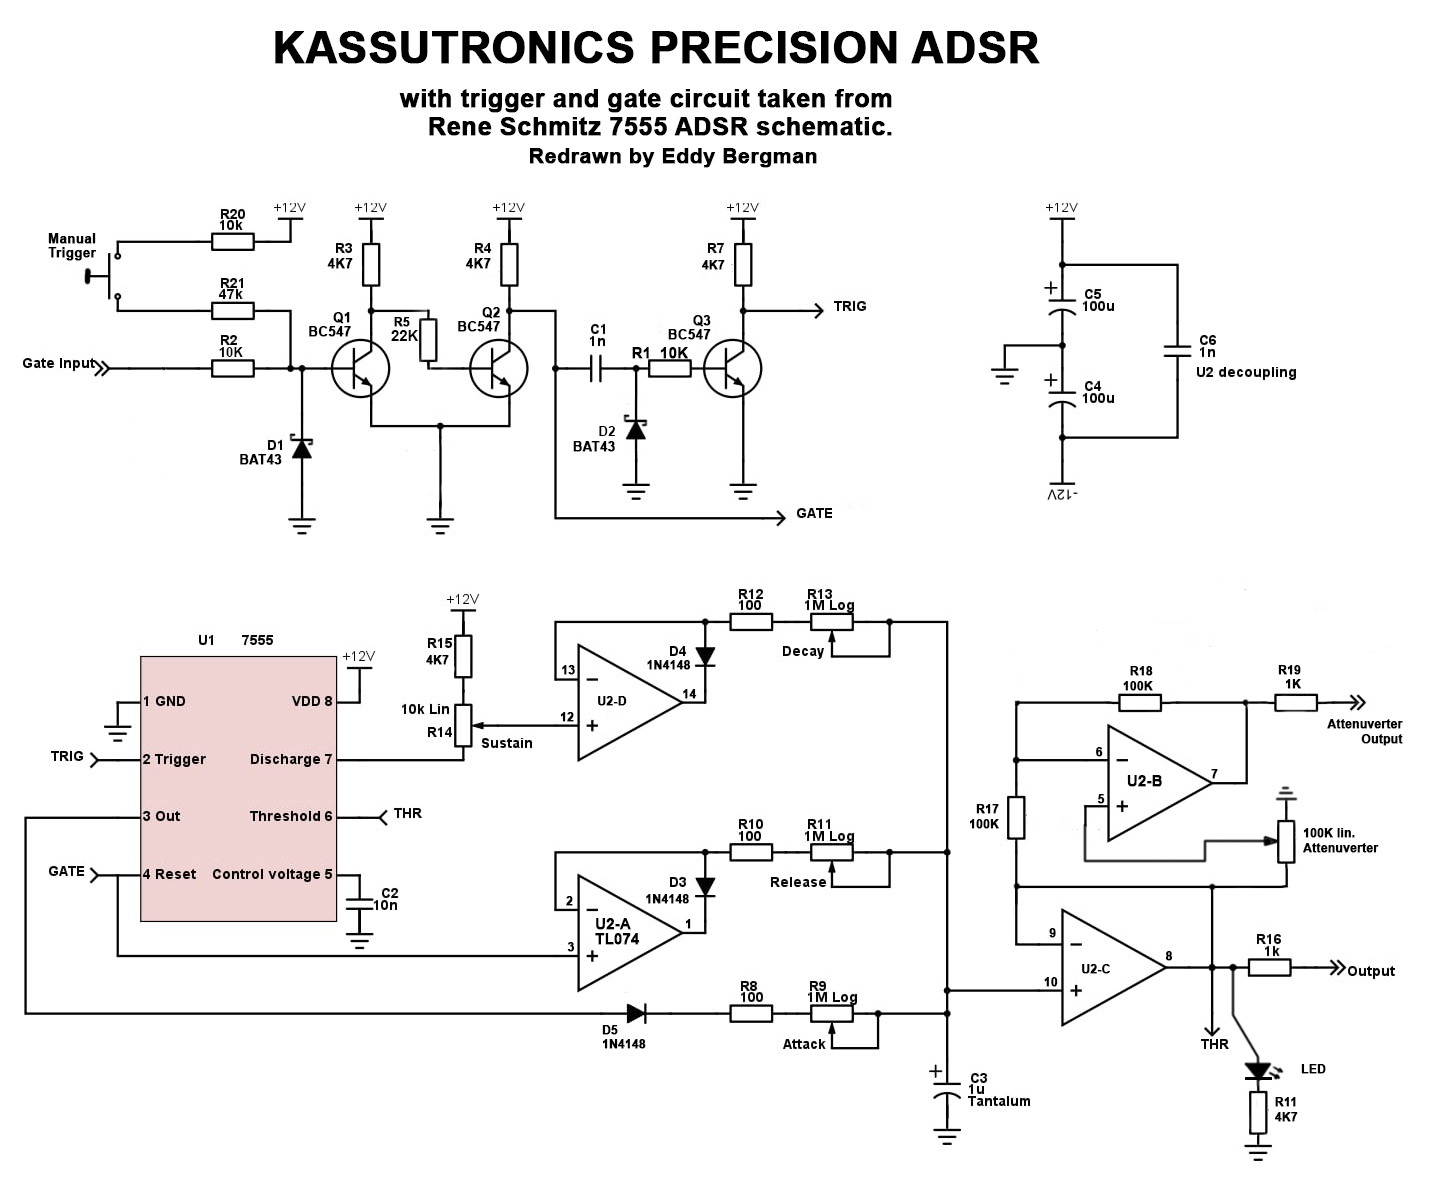 KASSUTRONICS PRECISION ADSR
with trigger and gate circuit taken from
Rene Schmitz 7555 ADSR schematic.
Redrawn by Eddy Bergman
Manual
Trigger
R20
10k
+12V
R21
47k
R2
10K
Gate Input
D1
BAT43
+12V
R3
4K7
Q1
BC547
R5
22K
+12V
R4
4K7
Q2
BC547
C1
1n
R1 10K
D2
BAT43
+12V
R7
4K7
Q3
BC547
TRIG
GATE
+12V
+
C5
100u
+
C4
100u
C6
1n
U2 decoupling
-12V
U1 7555
1 GND
VDD 8
+12V
TRIG
2 Trigger
Discharge 7
3 Out
Threshold 6
THR
GATE
4 Reset
Control voltage 5
C2
10n
+12V
R15
4K7
10k Lin
R14
Sustain
13
−
12
+
U2-D
14
D4
1N4148
R12
100
R13
1M Log
Decay
2
−
3
+
U2-A
TL074
1
D3
1N4148
R10
100
R11
1M Log
Release
D5
1N4148
R8
100
R9
1M Log
Attack
+
C3
1u
Tantalum
R18
100K
R19
1K
Attenuverter
Output
6
−
5
+
U2-B
7
R17
100K
100K lin.
Attenuverter
9
−
10
+
U2-C
8
R16
1k
Output
THR
LED
R11
4K7